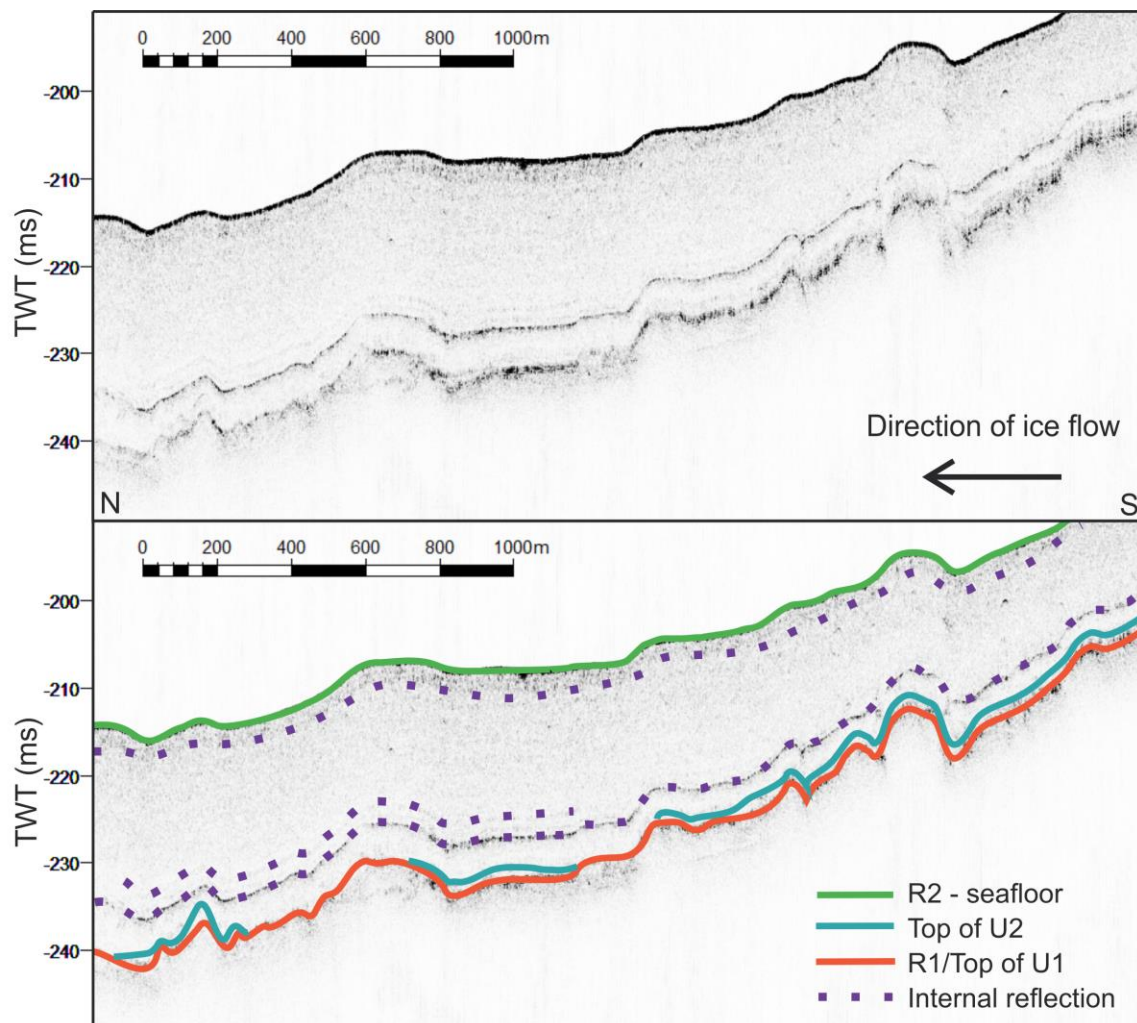 0 200 400 600 800 1000m
-200
-210
-220
-230
-240
TWT (ms)
Direction of ice flow
N S
0 200 400 600 800 1000m
-200
-210
-220
-230
-240
TWT (ms)
R2 - seafloor
Top of U2
R1/Top of U1
Internal reflection